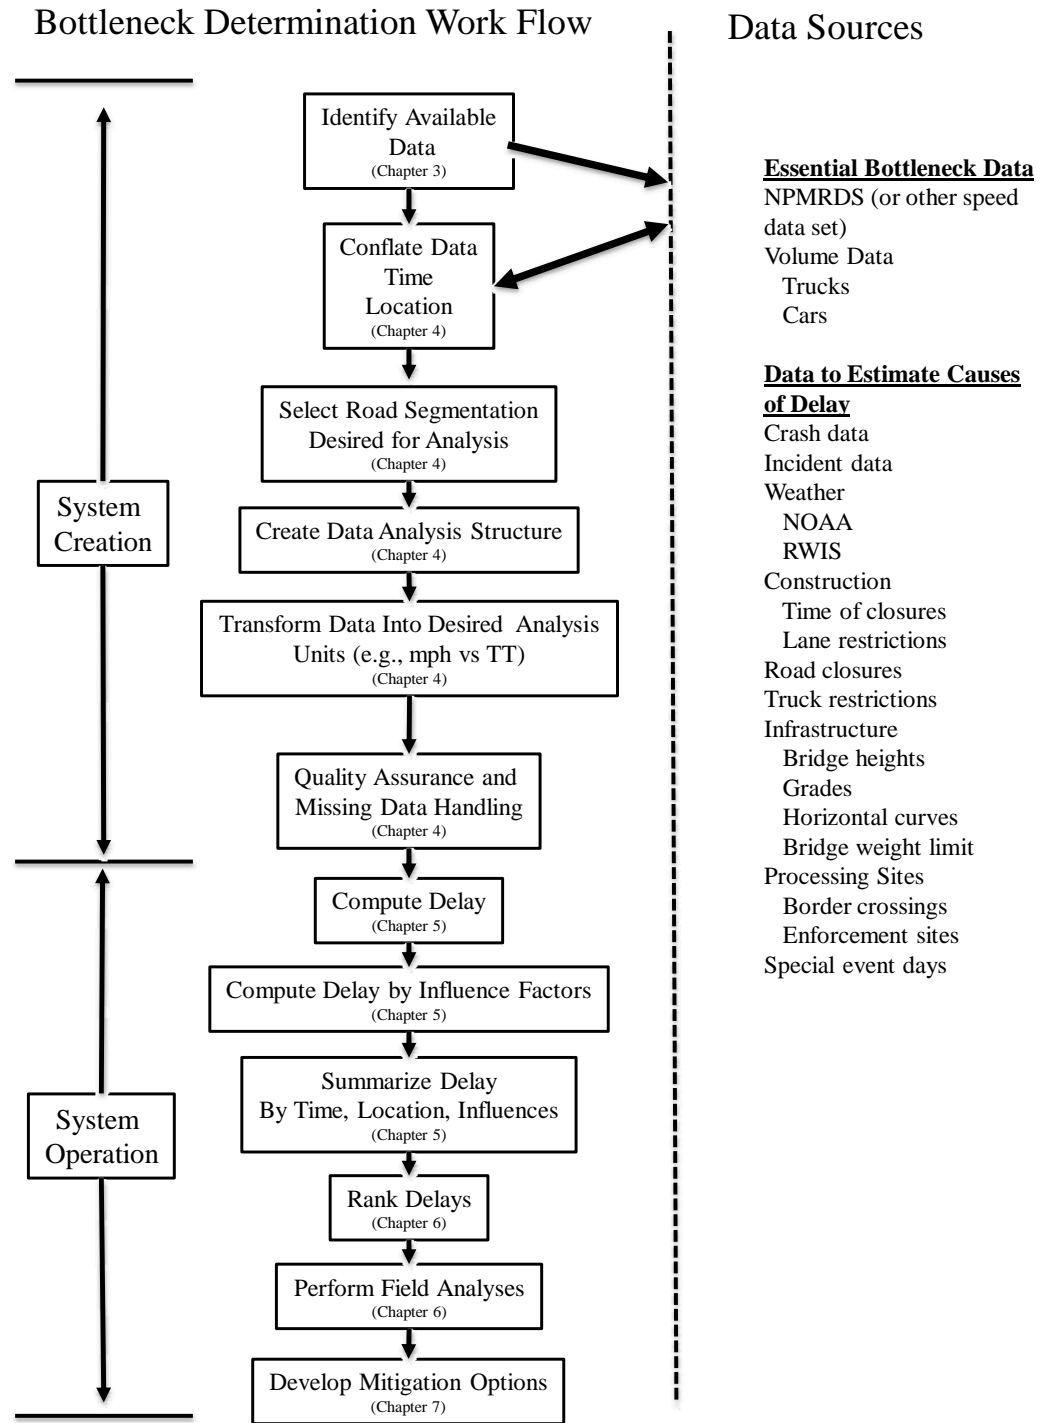 Bottleneck Determination Work Flow
Data Sources
Identify Available
Data
(Chapter 3)
Conflate Data
Time
Location
(Chapter 4)
Select Road Segmentation
Desired for Analysis
(Chapter 4)
Create Data Analysis Structure
(Chapter 4)
Transform Data Into Desired Analysis
Units (e.g., mph vs TT)
(Chapter 4)
Quality Assurance and
Missing Data Handling
(Chapter 4)
System
Creation
Compute Delay
(Chapter 5)
Compute Delay by Influence Factors
(Chapter 5)
Summarize Delay
By Time, Location, Influences
(Chapter 5)
Rank Delays
(Chapter 6)
Perform Field Analyses
(Chapter 6)
Develop Mitigation Options
(Chapter 7)
System
Operation
Essential Bottleneck Data
NPMRDS (or other speed
data set)
Volume Data
Trucks
Cars
Data to Estimate Causes
of Delay
Crash data
Incident data
Weather
NOAA
RWIS
Construction
Time of closures
Lane restrictions
Road closures
Truck restrictions
Infrastructure
Bridge heights
Grades
Horizontal curves
Bridge weight limit
Processing Sites
Border crossings
Enforcement sites
Special event days